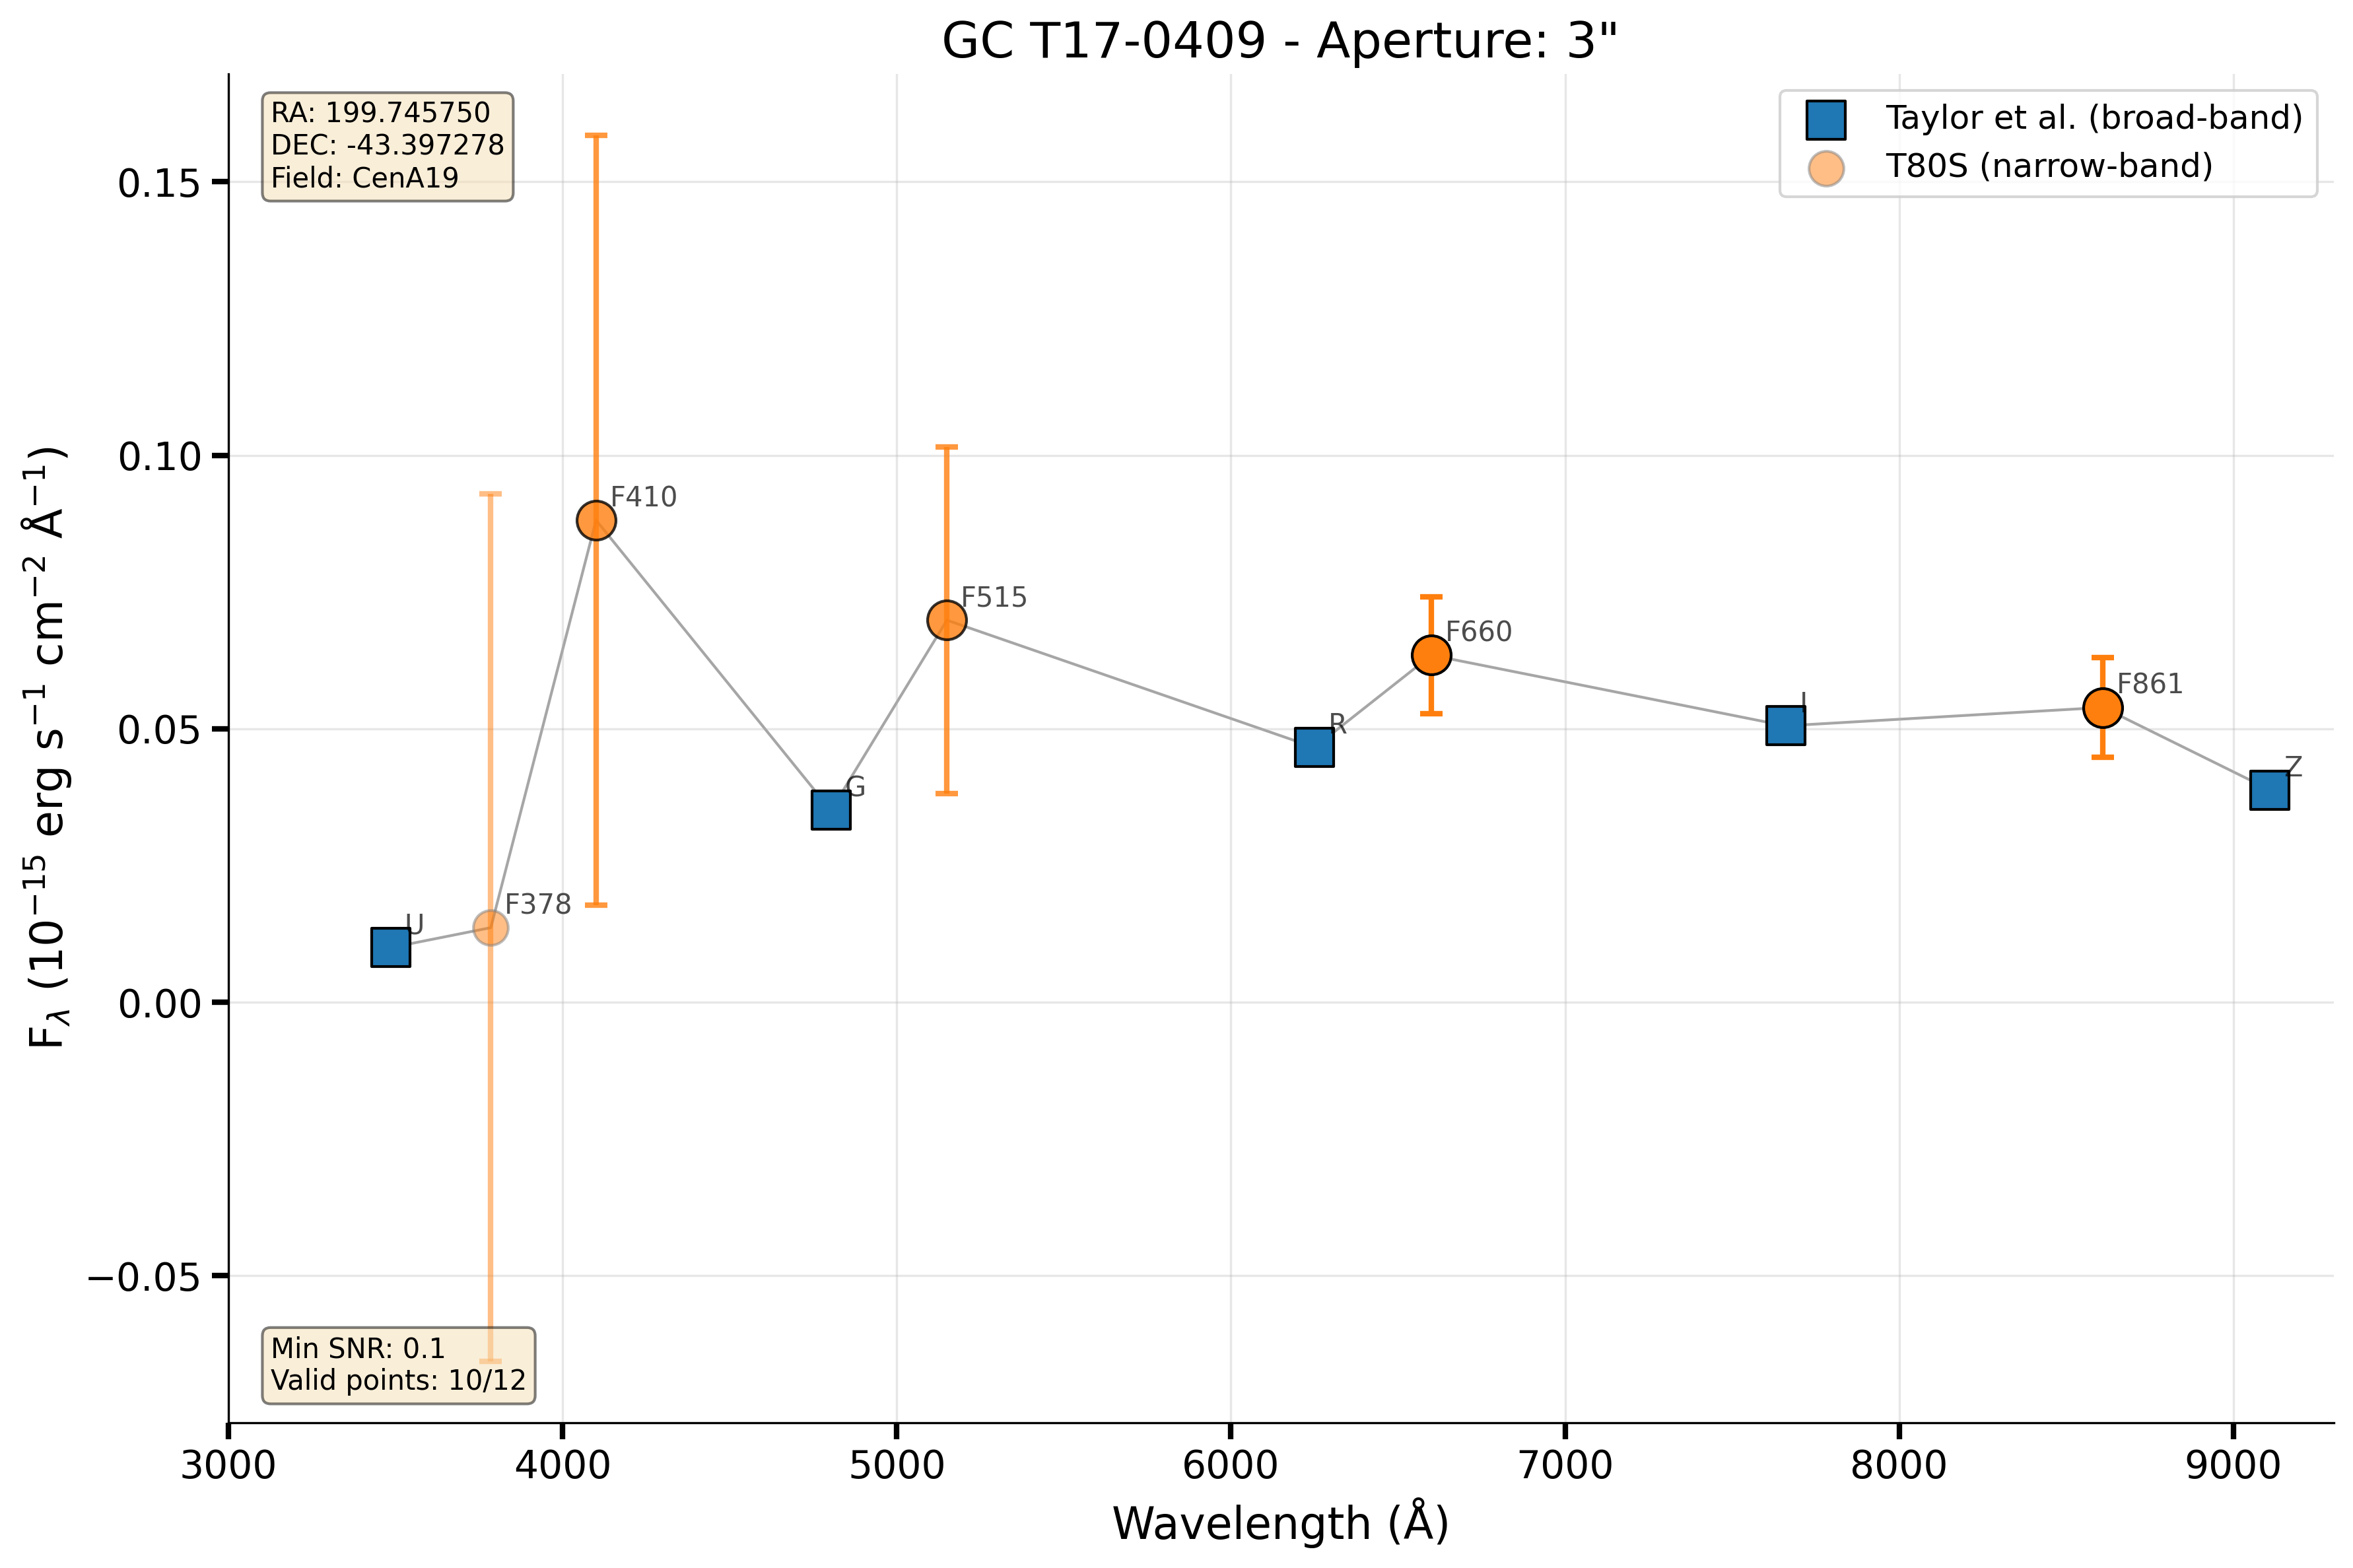 GC T17-0409 - Aperture: 3"
RA: 199.745750
DEC: -43.397278
Field: CenA19
Taylor et al. (broad-band)
T80S (narrow-band)
0.15
0.10
0.05
0.00
−0.05
F410
F515
F660
I
F861
R
Z
G
F378
U
Min SNR: 0.1
Valid points: 10/12
3000
4000
5000
6000
7000
8000
9000
Wavelength (Å)
Fλ (10⁻¹⁵ erg s⁻¹ cm⁻² Å⁻¹)